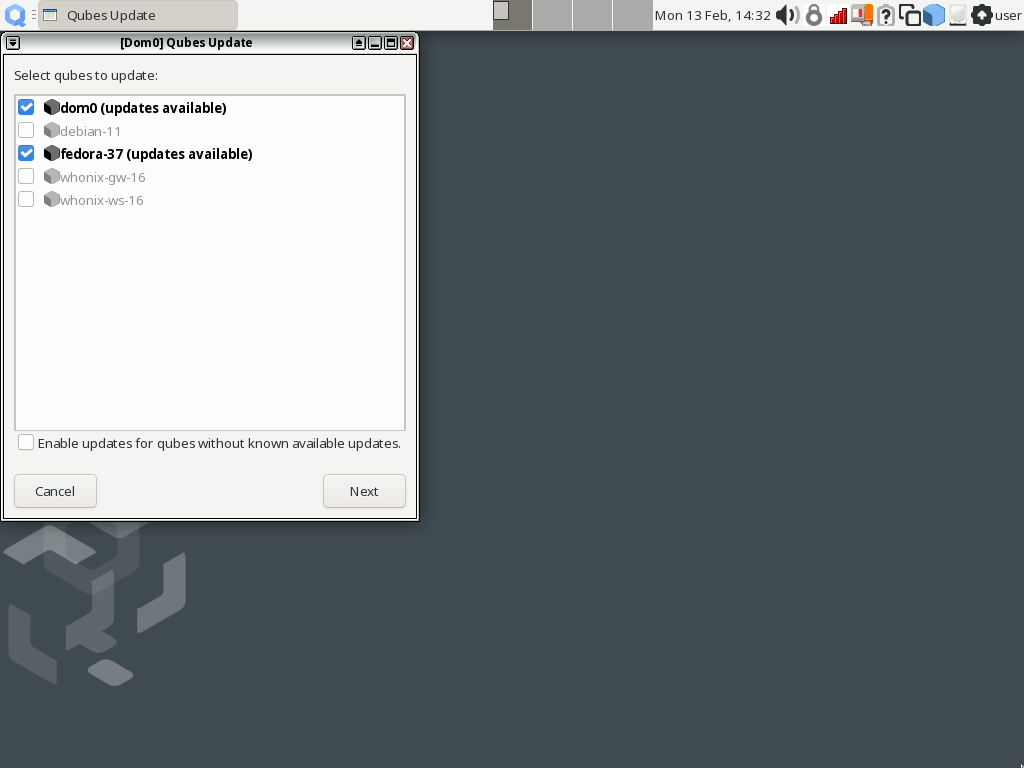 Qubes Update
Mon 13 Feb, 14:32
user
[Dom0] Qubes Update
Select qubes to update:
dom0 (updates available)
debian-11
fedora-37 (updates available)
whonix-gw-16
whonix-ws-16
Enable updates for qubes without known available updates.
Cancel
Next